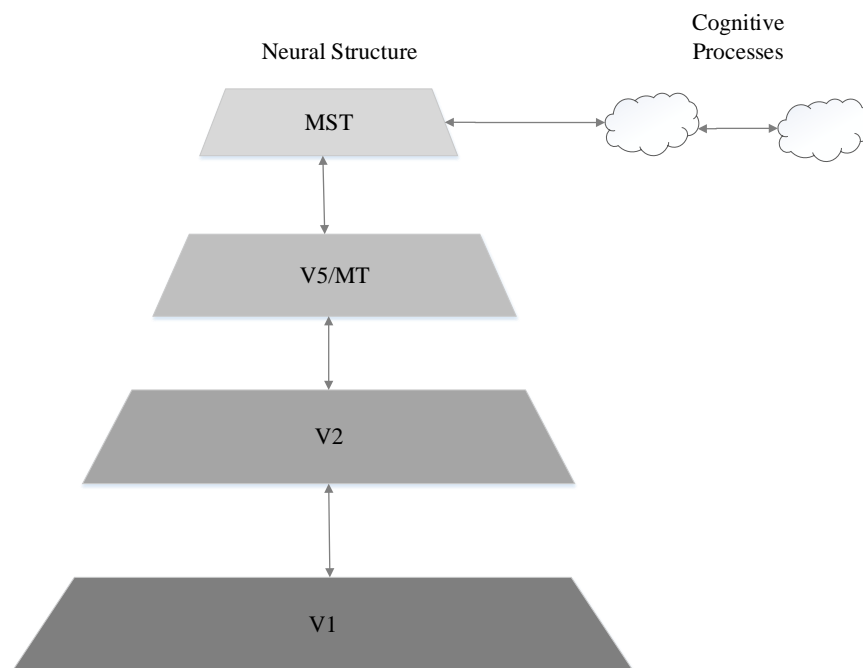 Cognitive
Processes
Neural Structure
MST
V5/MT
V2
V1